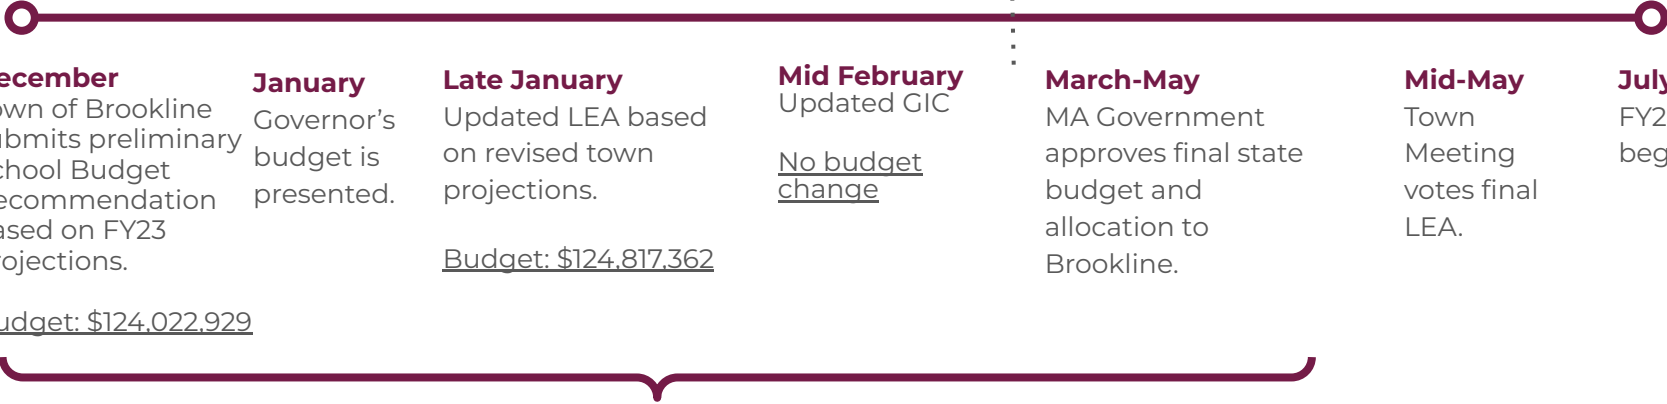 ecember
own of Brookline
ubmits preliminary
chool Budget
ecommendation
ased on FY23
rojections.
udget: $124,022,929
January
Governor's
budget is
presented.
Late January
Updated LEA based
on revised town
projections.
Budget: $124,817,362
Mid February
Updated GIC
No budget
change
March-May
MA Government
approves final state
budget and
allocation to
Brookline.
Mid-May
Town
Meeting
votes final
LEA.
July
FY2
beg